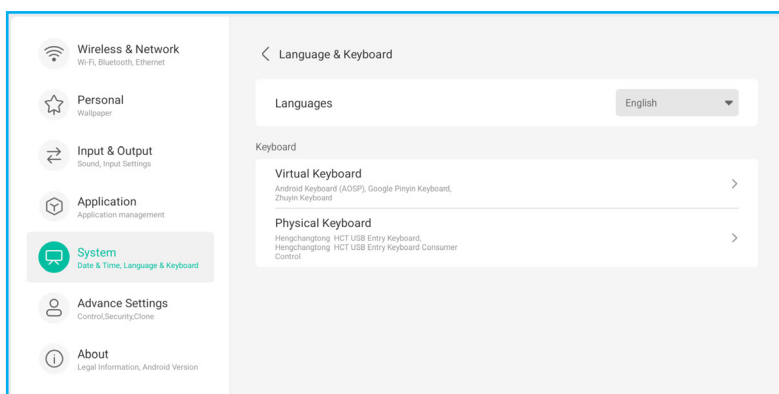 Wireless & Network
Wi-Fi, Bluetooth, Ethernet
Personal
Wallpaper
Input & Output
Sound, Input Settings
Application
Application management
System
Date & Time, Language & Keyboard
Advance Settings
Control,Security,Clone
About
Legal Information, Android Version
Language & Keyboard
Languages
English
Keyboard
Virtual Keyboard
Android Keyboard (AOSP), Google Pinyin Keyboard,
Zhuyin Keyboard
Physical Keyboard
Hengchangtong HCT USB Entry Keyboard,
Hengchangtong HCT USB Entry Keyboard Consumer
Control